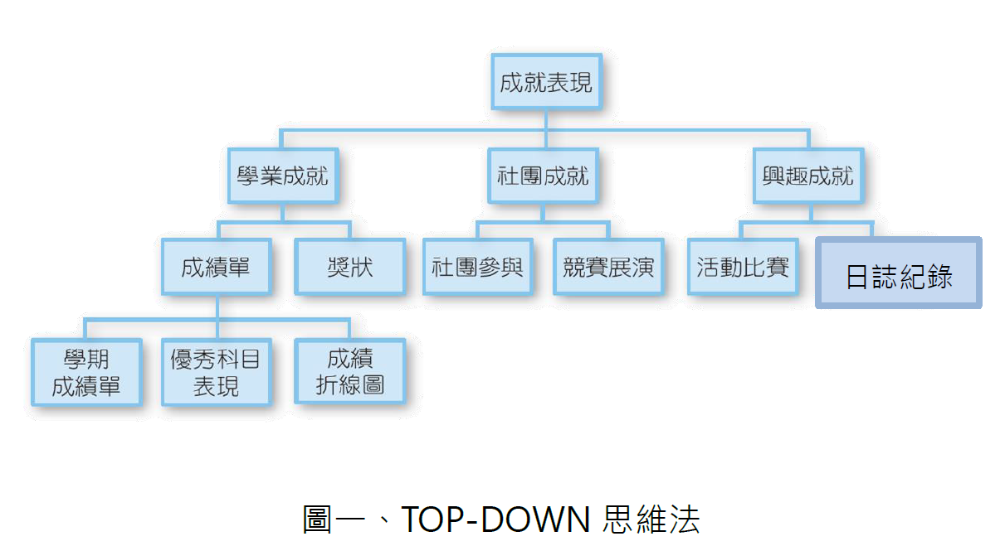 成就表現
學業成就
社團成就
興趣成就
成績單
獎狀
社團參與
競賽展演
活動比賽
日誌紀錄
學期
成績單
優秀科目
表現
成績
折線圖
圖一、TOP-DOWN 思維法